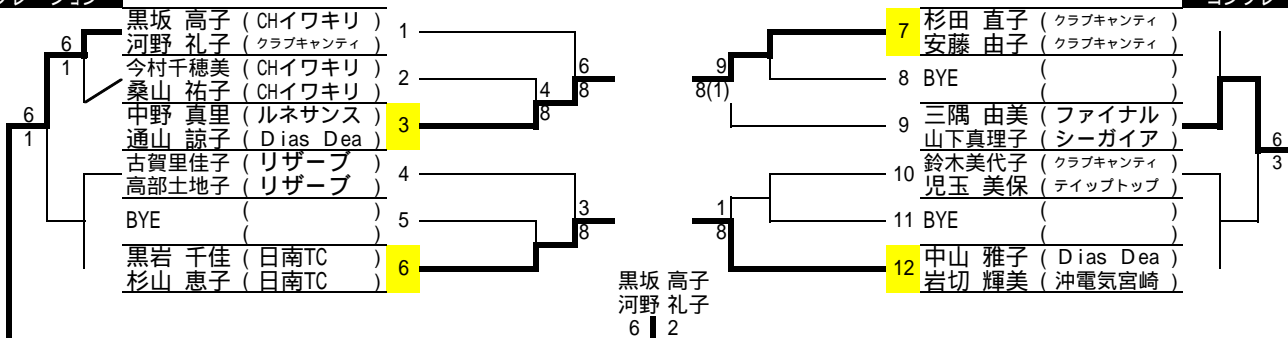 黒坂 高子 ( CHイワキリ ) 1
河野 礼子 ( クラブキャンティ )
今村千穂美 ( CHイワキリ ) 2
桑山 祐子 ( CHイワキリ )
中野 真里 ( ルネサンス ) 3
通山 諒子 ( Dias Dea )
古賀里佳子 ( リザーブ ) 4
高部土地子 ( リザーブ )
BYE ( ) ( ) 5
黒岩 千佳 ( 日南TC ) 6
杉山 恵子 ( 日南TC )
6
1
6
1
4
8
6
8
3
8
7 杉田 直子 ( クラブキャンティ )
安藤 由子 ( クラブキャンティ )
8 BYE ( ) ( )
9 三隅 由美 ( ファイナル )
山下真理子 ( シーガイア )
10 鈴木美代子 ( クラブキャンティ )
児玉 美保 ( テイップトップ )
11 BYE ( ) ( )
12 中山 雅子 ( Dias Dea )
岩切 輝美 ( 沖電気宮崎 )
9
8(1)
1
8
6
3
黒坂 高子
河野 礼子
6 2